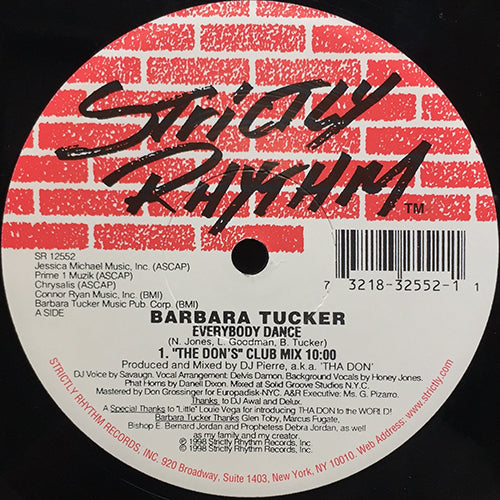 STRICTLY
RHYTHM
TM
SR 12552
Jessica Michael Music, Inc. (ASCAP)
Prime 1 Muzik (ASCAP)
Chrysalis (ASCAP)
Connor Ryan Music, Inc. (BMI)
Barbara Tucker Music Pub. Corp. (BMI)
A SIDE
7 3218-32552-1 1
BARBARA TUCKER
EVERYBODY DANCE
(N. Jones, L. Goodman, B. Tucker)
1. "THE DON'S" CLUB MIX 10:00
Produced and Mixed by DJ Pierre, a.k.a. 'THA DON'
DJ Voice by Savaugn. Vocal Arrangement: Delvis Damon. Background Vocals by Honey Jones.
Phat Horns by Danell Dixon. Mixed at Solid Groove Studios N.Y.C.
Mastered by Don Grossinger for Europadisk-NYC. A&R Executive: Ms. G. Pizarro.
Thanks to DJ Awal and Delux.
A Special Thanks to "Little" Louie Vega for introducing THA DON to the WORLD!
Barbara Tucker Thanks Glen Toby, Marcus Fugate,
Bishop E. Bernard Jordan and Prophetess Debra Jordan, as well
as my family and my creator.
℗ 1998 Strictly Rhythm Records, Inc.
© 1998 Strictly Rhythm Records, Inc.
STRICTLY RHYTHM RECORDS, INC. 920 Broadway, Suite 1403, New York, NY 10010. Web Address: www.strictly.com